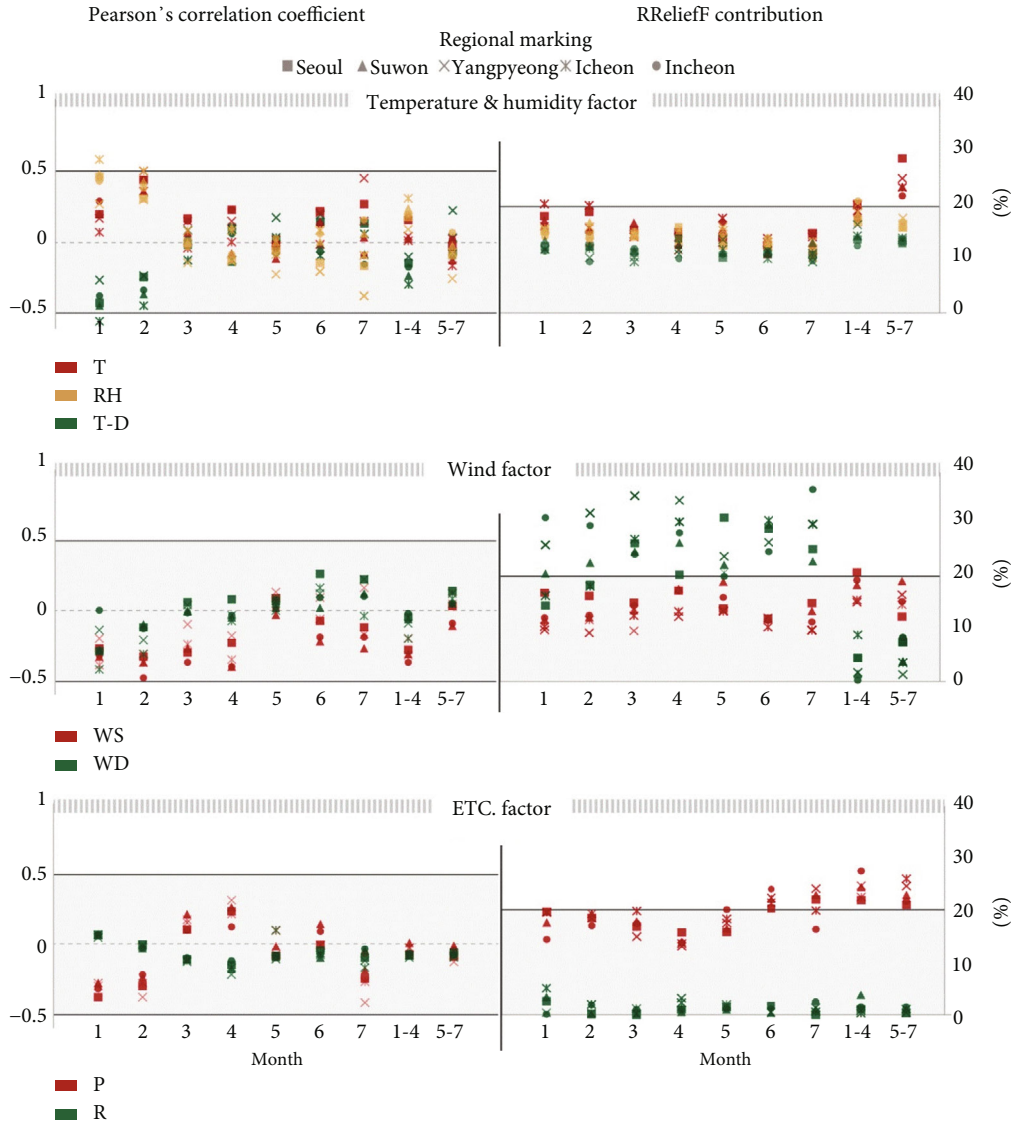 Pearson's correlation coefficient RReliefF contribution
Regional marking
Seoul Suwon Yangpyeong Icheon Incheon
1 Temperature & humidity factor 40
30
0.5
20
(%)
0
10
−0.5 0
1 2 3 4 5 6 7 1-4 5-7 1 2 3 4 5 6 7 1-4 5-7
T
RH
T-D
1 Wind factor 40
0.5 30
20
(%)
0
10
−0.5 0
1 2 3 4 5 6 7 1-4 5-7 1 2 3 4 5 6 7 1-4 5-7
WS
WD
1 ETC. factor 40
30
0.5
20
(%)
0
10
−0.5 0
1 2 3 4 5 6 7 1-4 5-7 1 2 3 4 5 6 7 1-4 5-7
Month Month
P
R